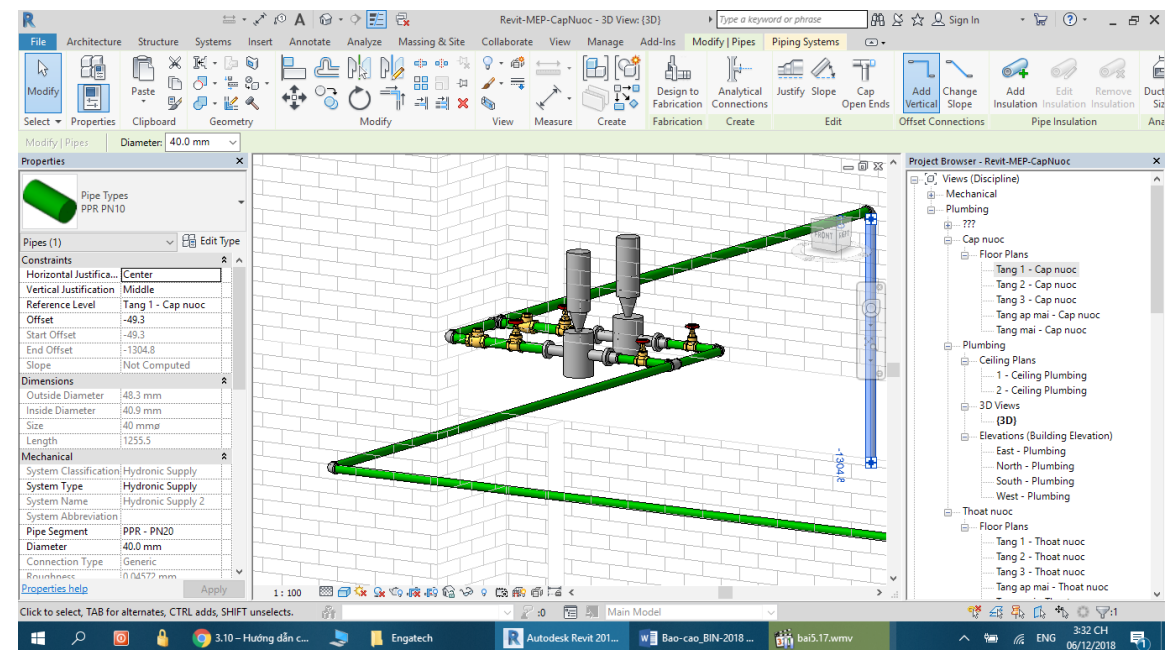 Revit-MEP-CapNuoc - 3D View: {3D}
Type a keyword or phrase
Sign In
File Architecture Structure Systems Insert Annotate Analyze Massing & Site Collaborate View Manage Add-Ins Modify | Pipes Piping Systems
Modify
Paste
Design to Fabrication
Analytical Connections
Justify Slope
Cap Open Ends
Add Vertical
Change Slope
Add Insulation
Edit Insulation
Remove Insulation
Select Properties Clipboard Geometry Modify View Measure Create Fabrication Create Edit Offset Connections Pipe Insulation
Modify | Pipes Diameter: 40.0 mm
Properties
Pipe Types
PPR PN10
Pipes (1) Edit Type
Constraints
Horizontal Justifica... Center
Vertical Justification Middle
Reference Level Tang 1 - Cap nuoc
Offset -49.3
Start Offset -49.3
End Offset -1304.8
Slope Not Computed
Dimensions
Outside Diameter 48.3 mm
Inside Diameter 40.9 mm
Size 40 mmø
Length 1255.5
Mechanical
System Classification Hydronic Supply
System Type Hydronic Supply
System Name Hydronic Supply 2
System Abbreviation
Pipe Segment PPR - PN20
Diameter 40.0 mm
Connection Type Generic
Roughness 0.04572 mm
Properties help Apply
FRONT LEFT
-1304.8
1 : 100
Project Browser - Revit-MEP-CapNuoc
Views (Discipline)
Mechanical
Plumbing
???
Cap nuoc
Floor Plans
Tang 1 - Cap nuoc
Tang 2 - Cap nuoc
Tang 3 - Cap nuoc
Tang ap mai - Cap nuoc
Tang mai - Cap nuoc
Plumbing
Ceiling Plans
1 - Ceiling Plumbing
2 - Ceiling Plumbing
3D Views
{3D}
Elevations (Building Elevation)
East - Plumbing
North - Plumbing
South - Plumbing
West - Plumbing
Thoat nuoc
Floor Plans
Tang 1 - Thoat nuoc
Tang 2 - Thoat nuoc
Tang 3 - Thoat nuoc
Tang ap mai - Thoat nuoc
Click to select, TAB for alternates, CTRL adds, SHIFT unselects. :0 Main Model :1
3.10 – Hướng dẫn c... Engatech Autodesk Revit 201... Bao-cao_BIN-2018 ... bai5.17.wmv ENG 3:32 CH
06/12/2018